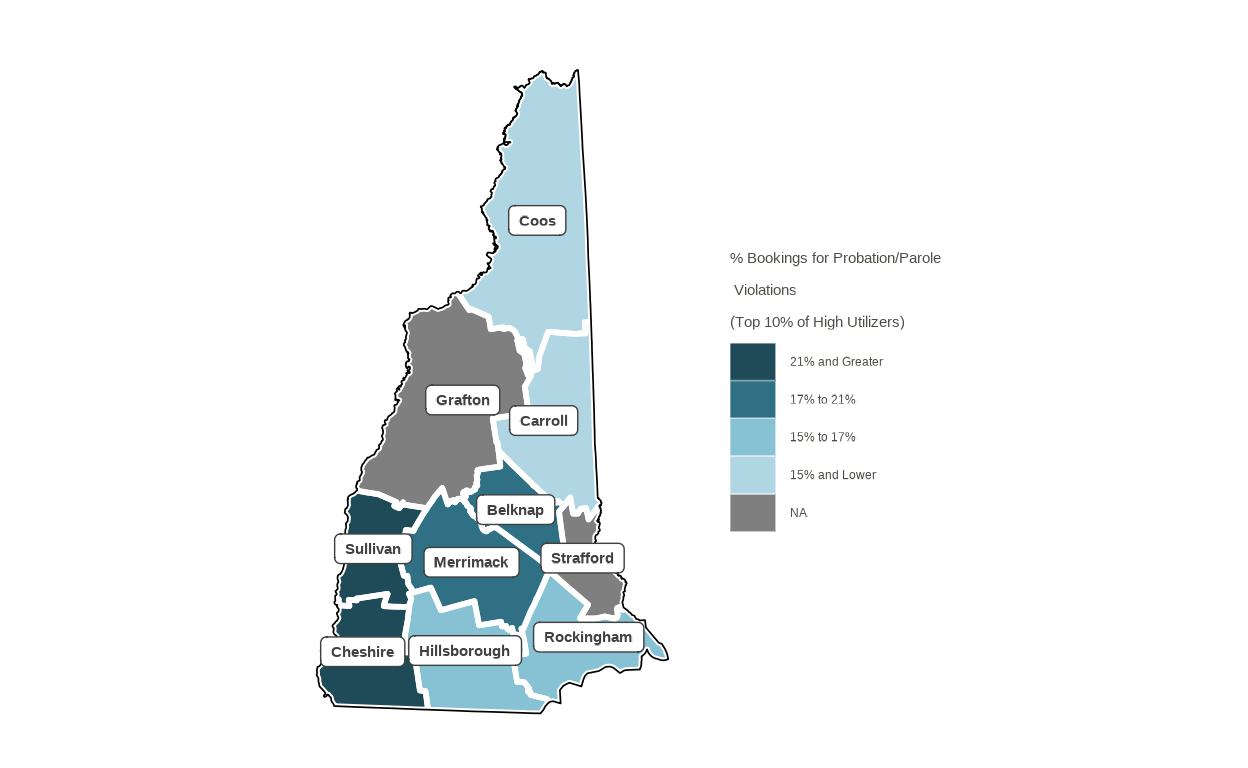 Coos
Grafton
Carroll
Belknap
Sullivan
Merrimack
Strafford
Cheshire
Hillsborough
Rockingham
% Bookings for Probation/Parole
Violations
(Top 10% of High Utilizers)
21% and Greater
17% to 21%
15% to 17%
15% and Lower
NA